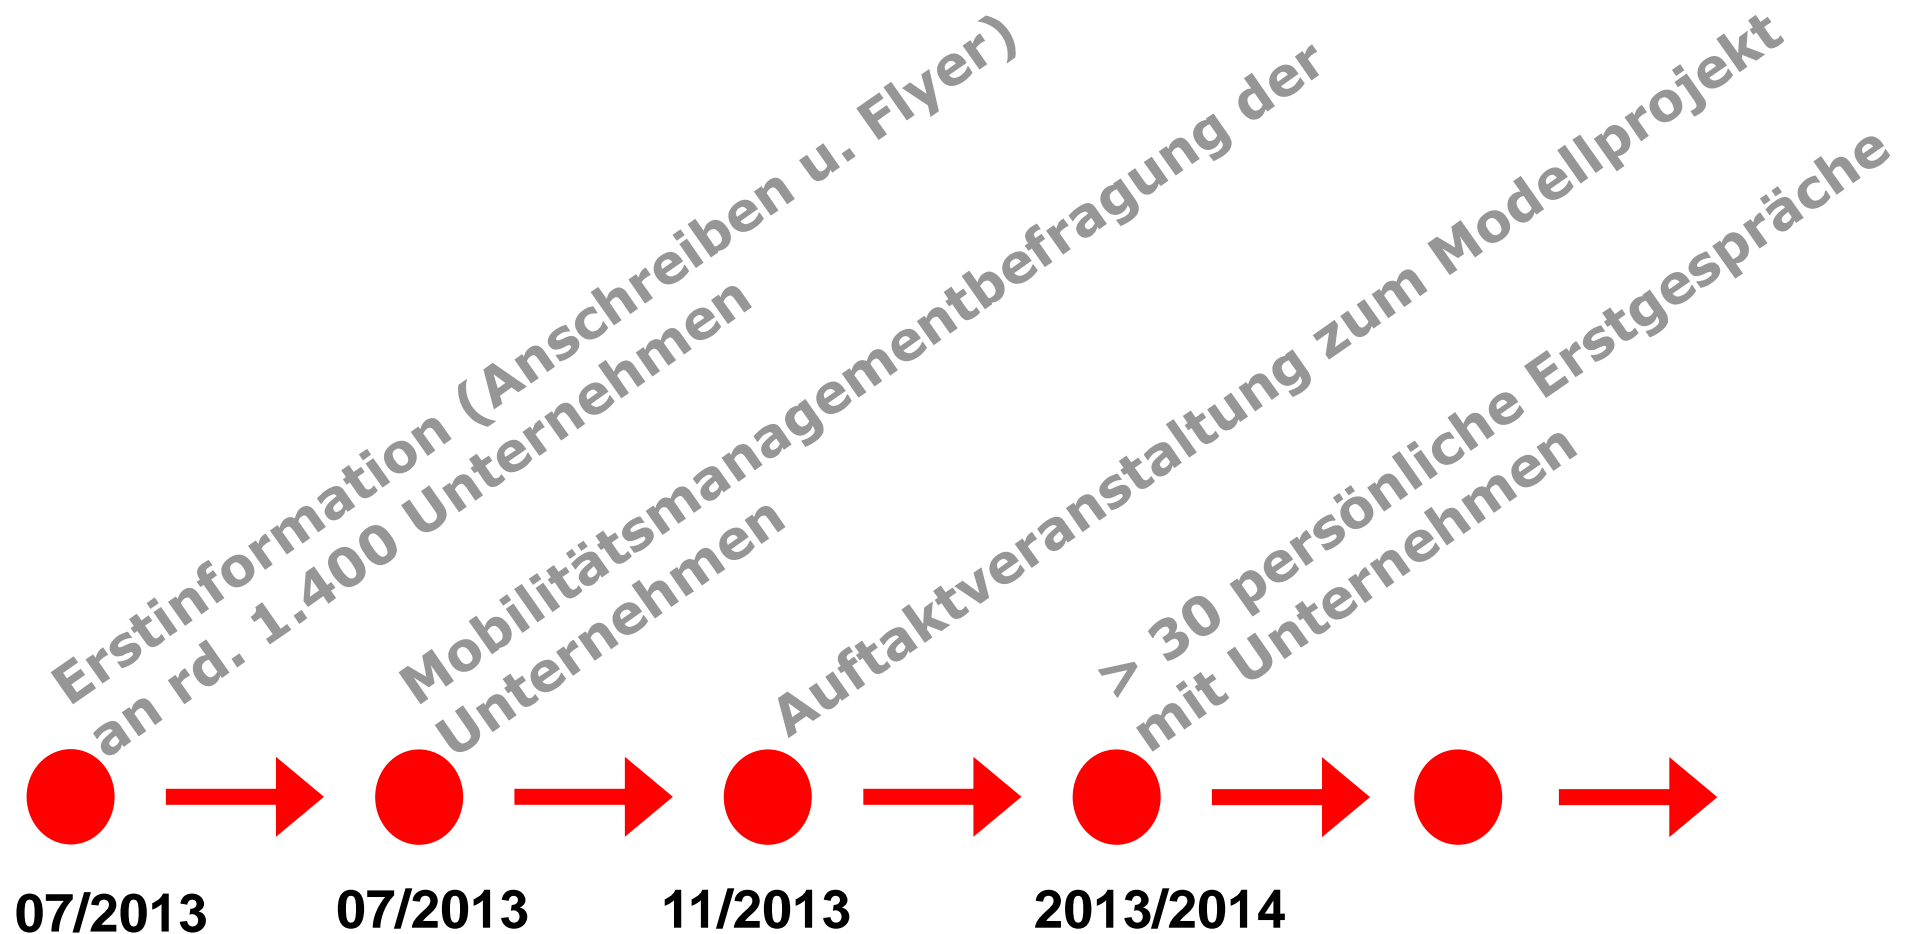 Erstinformation (Anschreiben u. Flyer)
an rd. 1.400 Unternehmen
Mobilitätsmanagementbefragung der
Unternehmen
Auftaktveranstaltung zum Modellprojekt
> 30 persönliche Erstgespräche
mit Unternehmen
07/2013
07/2013
11/2013
2013/2014